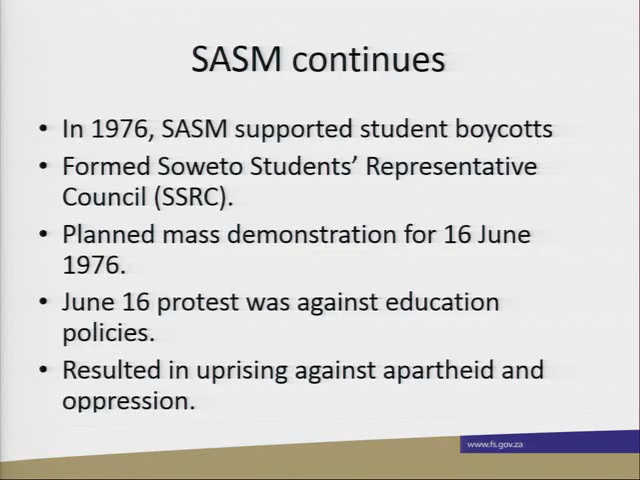 SASM continues
• In 1976, SASM supported student boycotts
• Formed Soweto Students’ Representative
Council (SSRC).
• Planned mass demonstration for 16 June
1976.
• June 16 protest was against education
policies.
• Resulted in uprising against apartheid and
oppression.
www.fs.gov.za